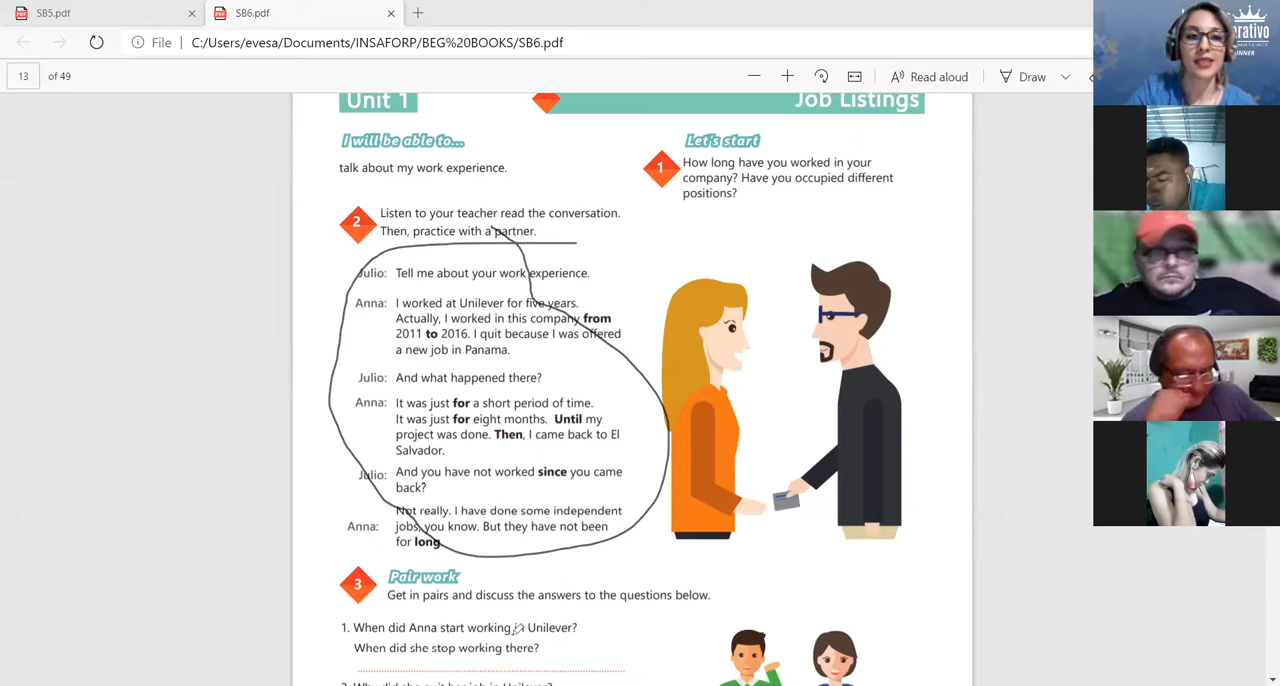 SB5.pdf
SB6.pdf
File
C:/Users/evesa/Documents/INSAFORP/BEG%20BOOKS/SB6.pdf
13
of 49
Read aloud
Draw
Unit 1
Job Listings
I will be able to...
talk about my work experience.
Let's start
1
How long have you worked in your
company? Have you occupied different
positions?
2
Listen to your teacher read the conversation.
Then, practice with a partner.
Julio: Tell me about your work experience.
Anna: I worked at Unilever for five years.
Actually, I worked in this company from
2011 to 2016. I quit because I was offered
a new job in Panama.
Julio: And what happened there?
Anna: It was just for a short period of time.
It was just for eight months. Until my
project was done. Then, I came back to El
Salvador.
Julio: And you have not worked since you came
back?
Not really. I have done some independent
Anna: jobs, you know. But they have not been
for long.
3
Pair work
Get in pairs and discuss the answers to the questions below.
1. When did Anna start working Unilever?
When did she stop working there?
2. Why did she quit her job in Unilever?